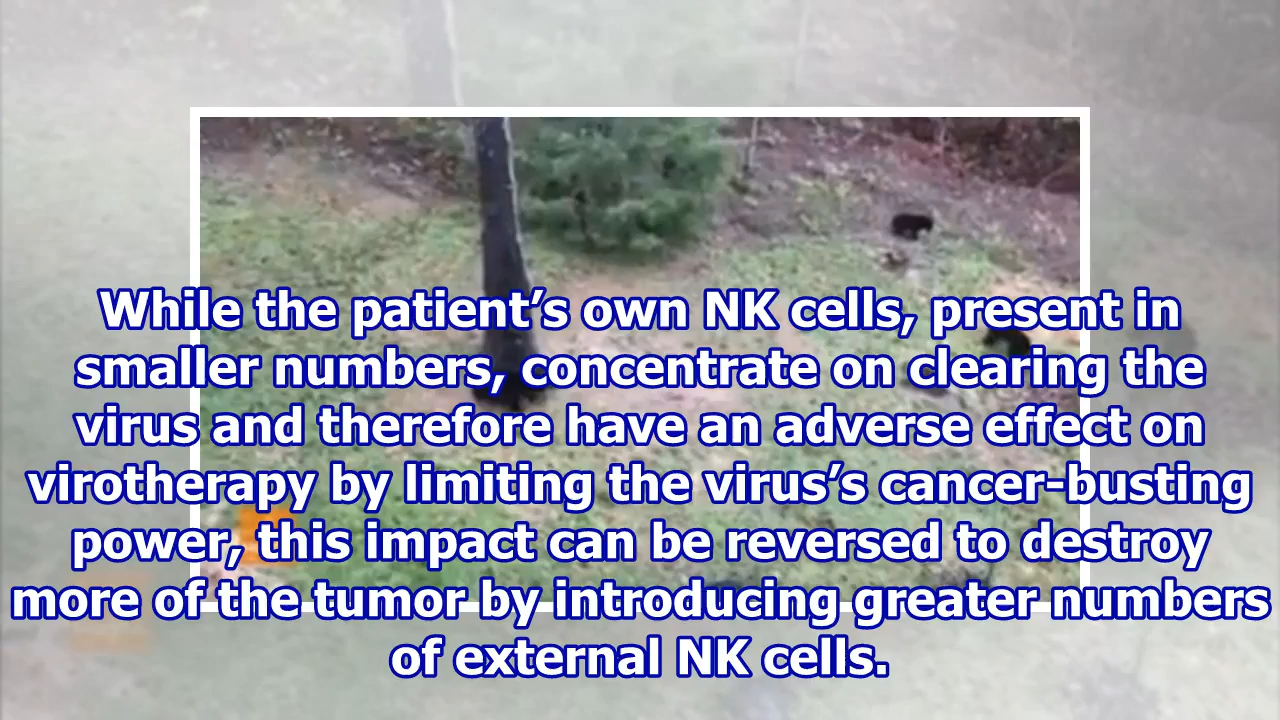 While the patient’s own NK cells, present in
smaller numbers, concentrate on clearing the
virus and therefore have an adverse effect on
virotherapy by limiting the virus’s cancer-busting
power, this impact can be reversed to destroy
more of the tumor by introducing greater numbers
of external NK cells.